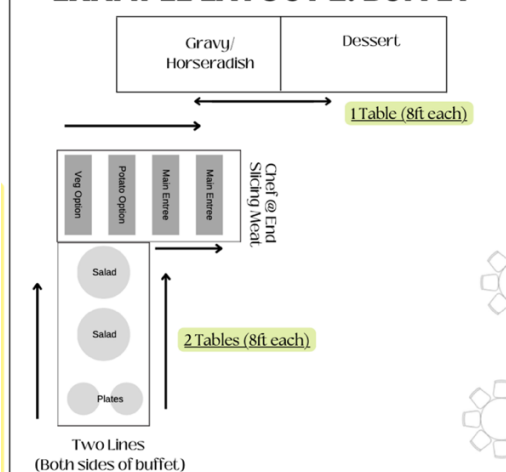 Gravy/
Horseradish
Dessert
1 Table (8ft each)
Veg Option
Potato Option
Main Entree
Main Entree
Chef @ End
Slicing Meat
Salad
Salad
2 Tables (8ft each)
Plates
Two Lines
(Both sides of buffet)